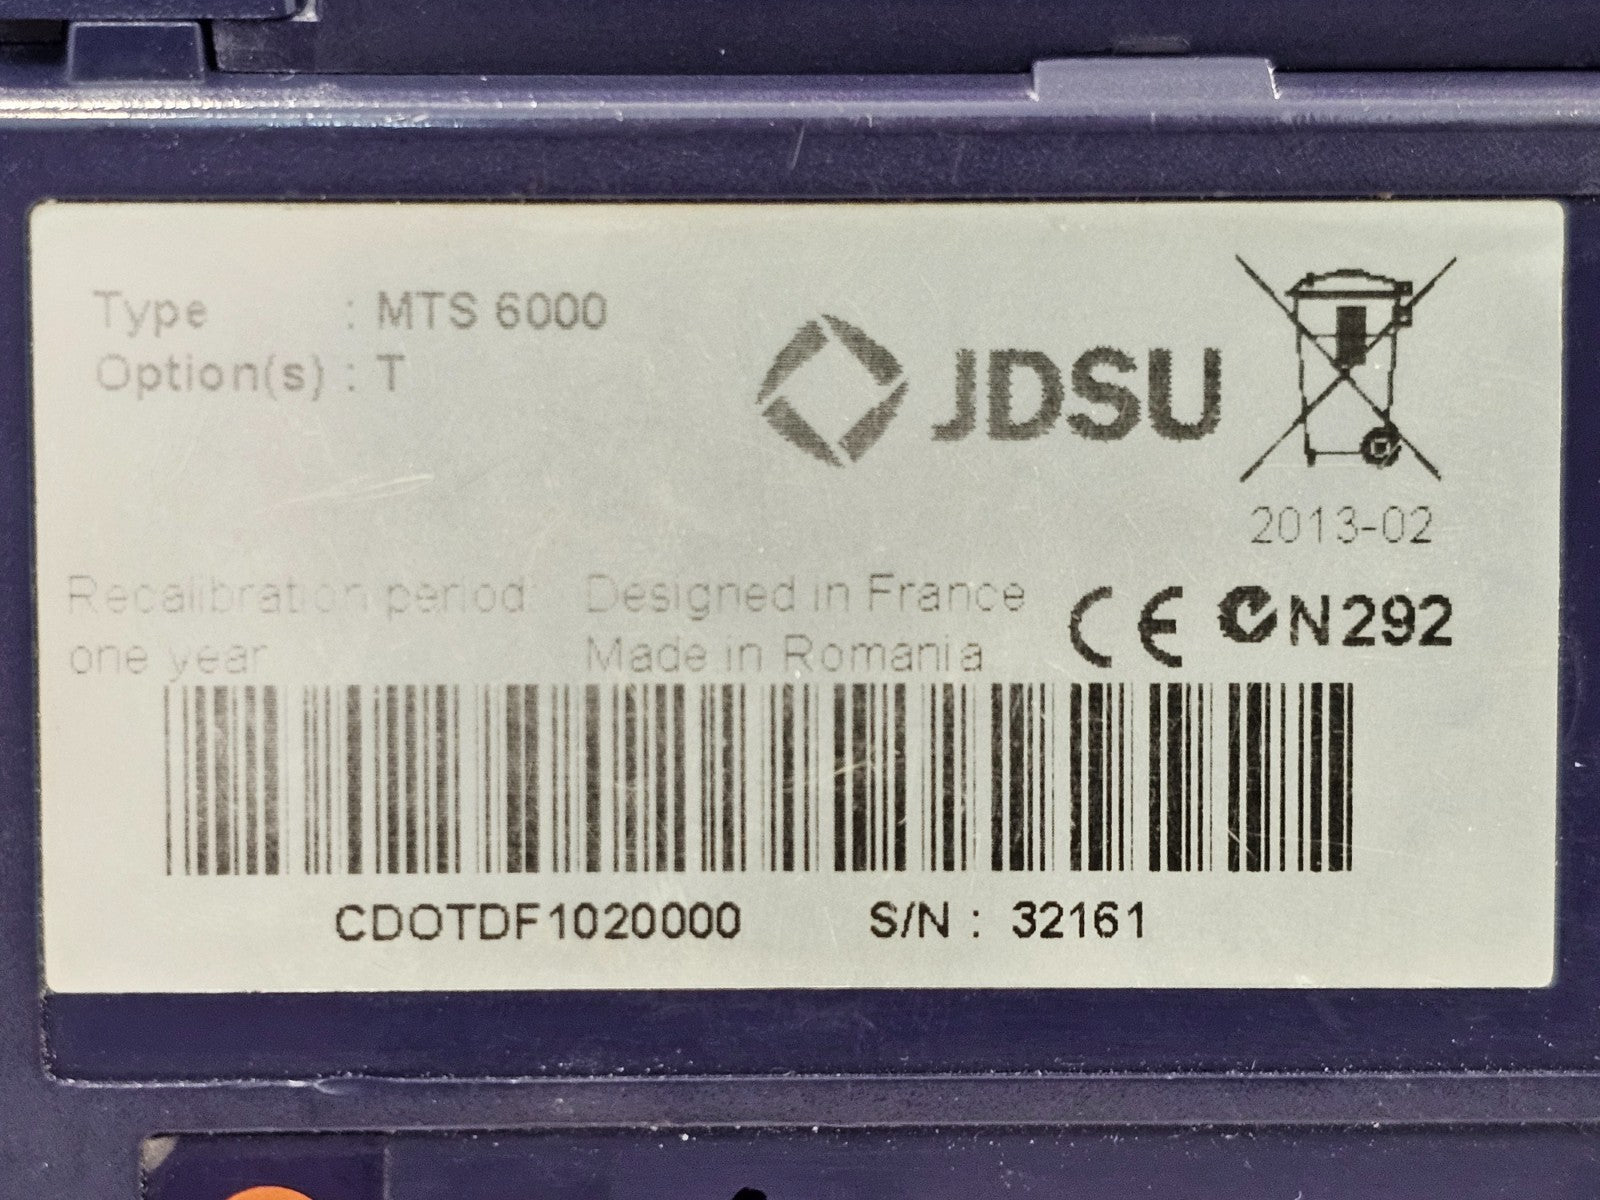 Type : MTS 6000
Option(s) : T
JDSU
2013-02
Recalibration period
one year
Designed in France
Made in Romania
CE N292
CDOTDF1020000 S/N : 32161